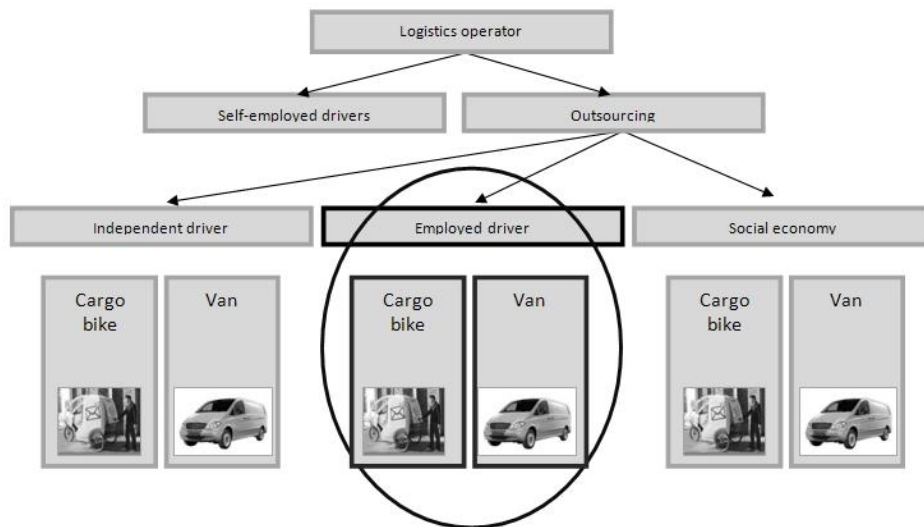 Logistics operator
Self-employed drivers
Outsourcing
Independent driver
Employed driver
Social economy
Cargo
bike
Van
Cargo
bike
Van
Cargo
bike
Van